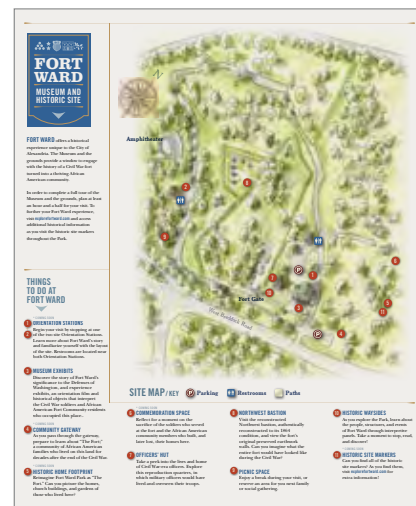 FORT
WARD
MUSEUM AND
HISTORIC SITE
FORT WARD offers a historical
experience unique to the City of
Alexandria. The Museum and
grounds provide a window to engage
with the history of a Civil War fort
turned into a thriving African
American community.
In order to complete a full tour of the
Museum and the grounds, plan at least
an hour and a half for your visit. To
further your Fort Ward experience,
visit explorefortward.com and access
additional historical information
as you visit the historic site markers
throughout the Park.
THINGS
TO DO AT
FORT WARD
1 ORIENTATION STATIONS
2 Begin your visit by stopping at one
of the two site Orientation Stations.
Learn more about Fort Ward's story
and familiarize yourself with the layout
of the site. Restrooms are located near
both Orientation Stations.
3 MUSEUM EXHIBITS
Discover the story of Fort Ward's
significance to the Defenses of
Washington, and experience
exhibits, an orientation film and
historical objects that interpret
the Civil War soldiers and African
American Fort Community residents
who occupied this place.
4 COMMUNITY GATEWAY
As you pass through the gateway,
prepare to learn about "The Fort,"
a community of African American
families who lived on this land for
decades after the end of the Civil War.
5 HISTORIC HOME FOOTPRINT
Reimagine Fort Ward Park as "The
Fort." Can you picture the homes,
church buildings, and gardens of
those who lived here?
N
Amphitheater
Fort Gate
West Braddock Road
SITE MAP / KEY
P Parking
Restrooms
Paths
6 COMMEMORATION SPACE
Reflect for a moment on the
sacrifice of the soldiers who served
at the fort and the African American
community members who built, and
later lost, their homes here.
7 OFFICERS' HUT
Take a peek into the lives and home
of Civil War era officers. Explore
this reproduction quarters, in
which military officers would have
lived and overseen their troops.
8 NORTHWEST BASTION
Visit the reconstructed
Northwest bastion, authentically
reconstructed to its 1864
condition, and view the fort's
original preserved earthwork
walls. Can you imagine what the
entire fort would have looked like
during the Civil War?
9 PICNIC SPACE
Enjoy a break during your visit, or
reserve an area for your next family
or social gathering.
10 HISTORIC WAYSIDES
As you explore the Park, learn about
the people, structures, and events
of Fort Ward through interpretive
panels. Take a moment to stop, read,
and discover!
11 HISTORIC SITE MARKERS
Can you find all of the historic
site markers? As you find them,
visit explorefortward.com for
extra information!